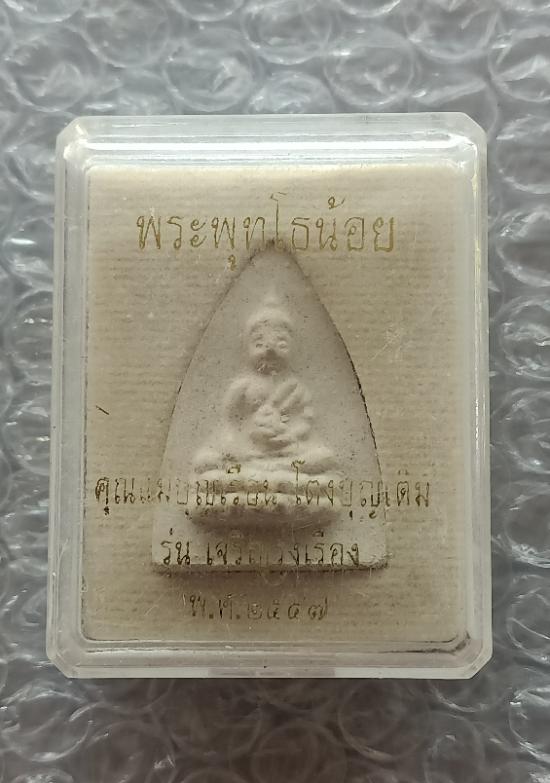 พระพุทโธน้อย
คุณแม่บุญเรือน โตงบุญเติม
รุ่น เจริญรุ่งเรือง
พ.ศ.๒๕๔๗